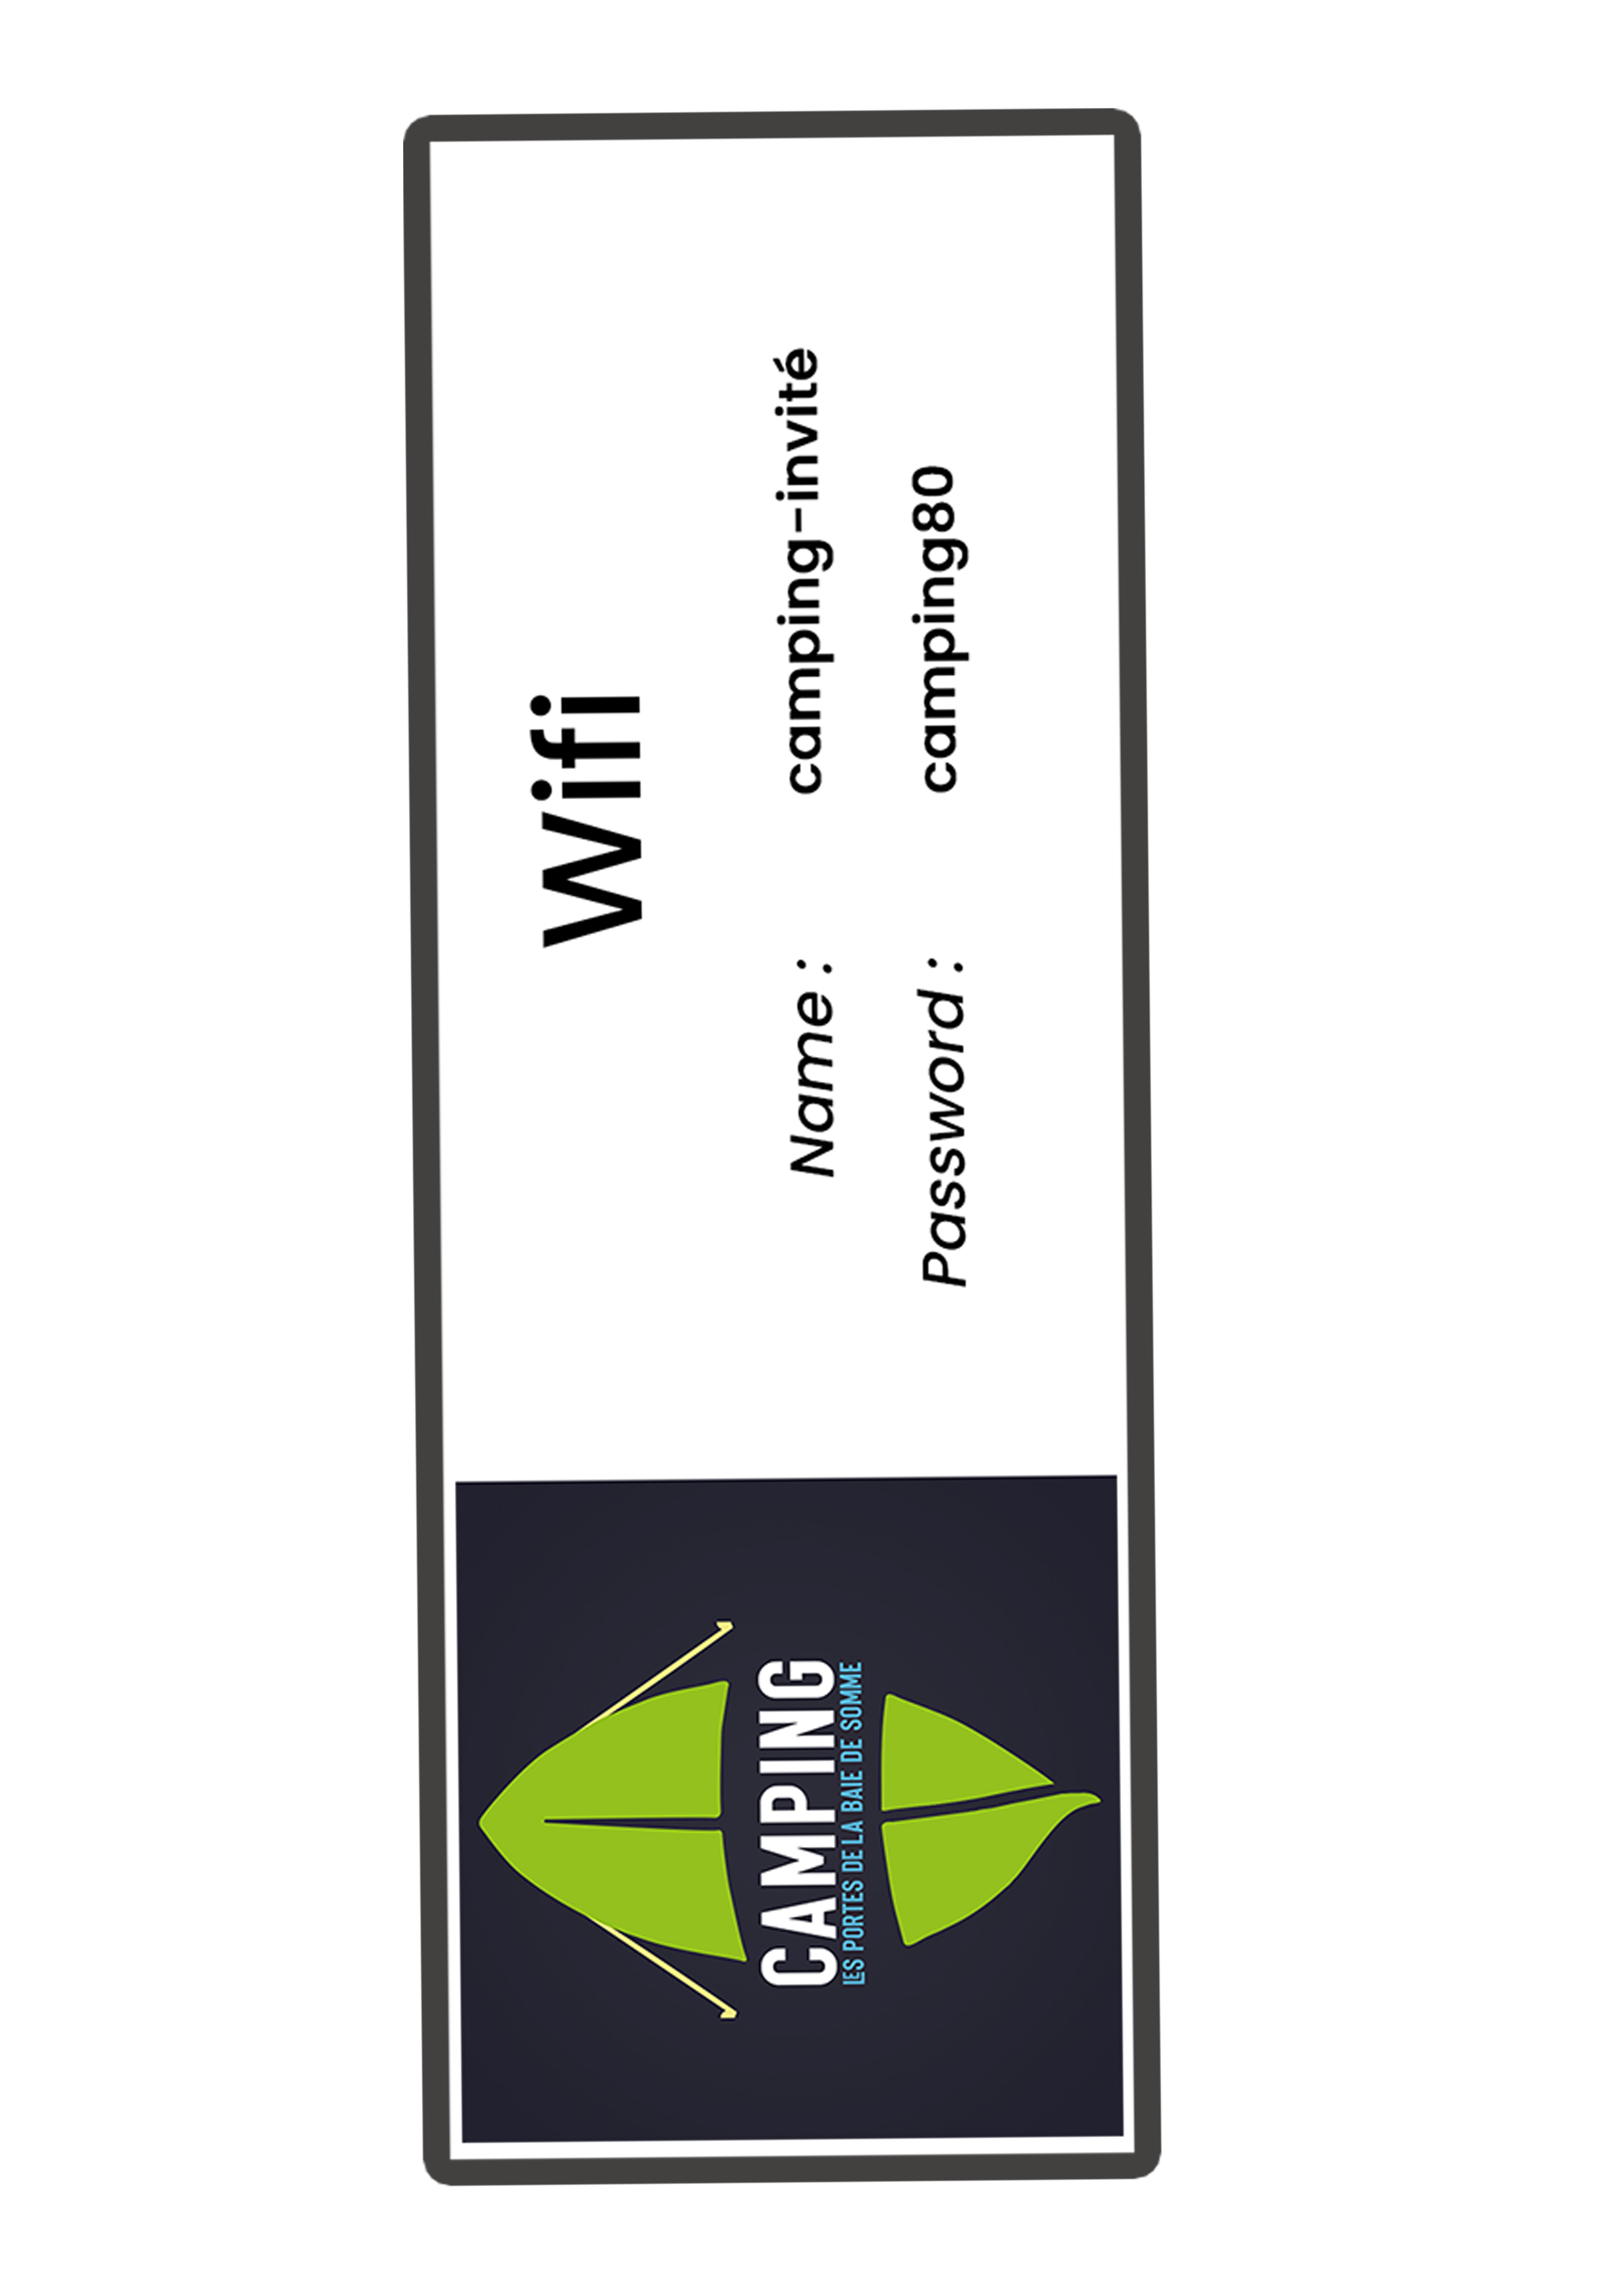 Wifi
Name : camping-invité
Password : camping80
CAMPING
LES PORTES DE LA BAIE DE SOMME